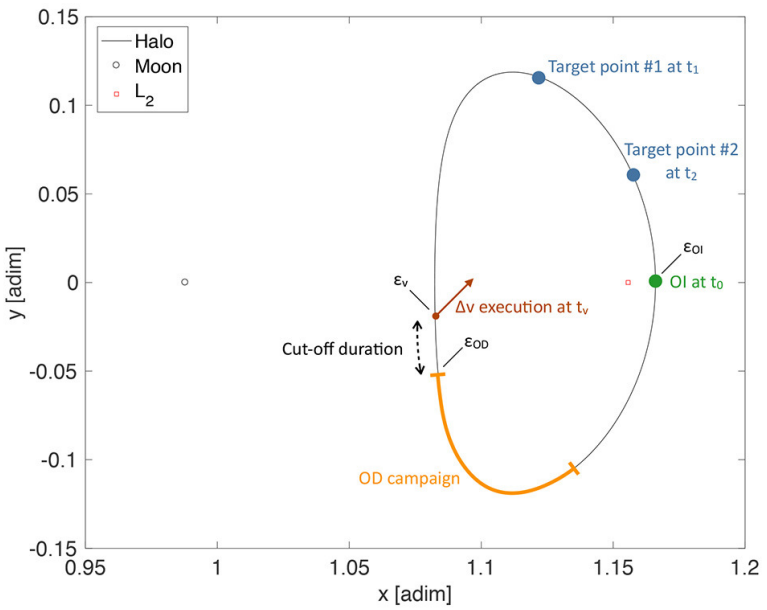 0.15
Halo
Moon
L2
Target point #1 at t1
0.1
Target point #2
at t2
0.05
εOI
0
εv
OI at t0
Δv execution at tv
Cut-off duration
εOD
-0.05
-0.1
OD campaign
-0.15
0.95
1
1.05
1.1
1.15
1.2
x [adim]
y [adim]